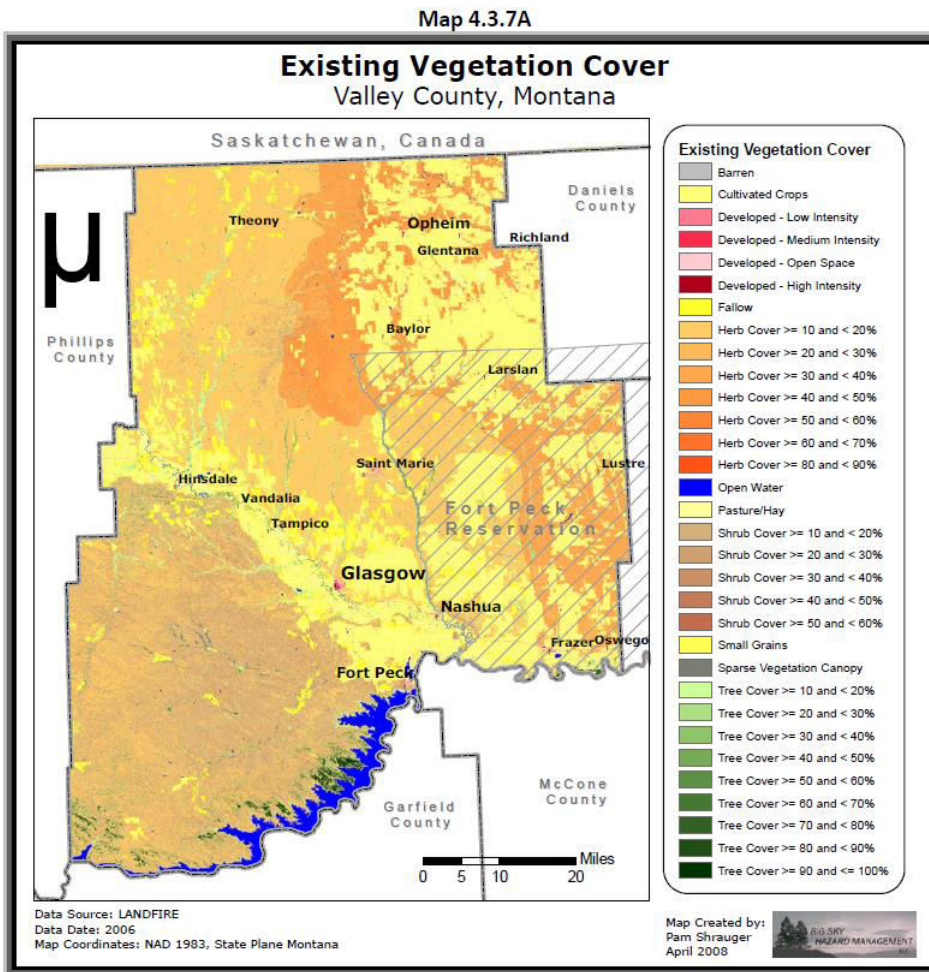 Map 4.3.7A
Existing Vegetation Cover
Valley County, Montana
Saskatchewan, Canada
µ
Daniels
County
Theony
Opheim
Glentana
Richland
Phillips
County
Baylor
Larslan
Saint Marie
Lustre
Hinsdale
Vandalia
Fort Peck
Reservation
Tampico
Glasgow
Nashua
Frazer
Oswego
Fort Peck
McCone
County
Garfield
County
Miles
0 5 10 20
Existing Vegetation Cover
Barren
Cultivated Crops
Developed - Low Intensity
Developed - Medium Intensity
Developed - Open Space
Developed - High Intensity
Fallow
Herb Cover >= 10 and < 20%
Herb Cover >= 20 and < 30%
Herb Cover >= 30 and < 40%
Herb Cover >= 40 and < 50%
Herb Cover >= 50 and < 60%
Herb Cover >= 60 and < 70%
Herb Cover >= 80 and < 90%
Open Water
Pasture/Hay
Shrub Cover >= 10 and < 20%
Shrub Cover >= 20 and < 30%
Shrub Cover >= 30 and < 40%
Shrub Cover >= 40 and < 50%
Shrub Cover >= 50 and < 60%
Small Grains
Sparse Vegetation Canopy
Tree Cover >= 10 and < 20%
Tree Cover >= 20 and < 30%
Tree Cover >= 30 and < 40%
Tree Cover >= 40 and < 50%
Tree Cover >= 50 and < 60%
Tree Cover >= 60 and < 70%
Tree Cover >= 70 and < 80%
Tree Cover >= 80 and < 90%
Tree Cover >= 90 and <= 100%
Data Source: LANDFIRE
Data Date: 2006
Map Coordinates: NAD 1983, State Plane Montana
Map Created by:
Pam Shrauger
April 2008
BIG SKY
HAZARD MANAGEMENT